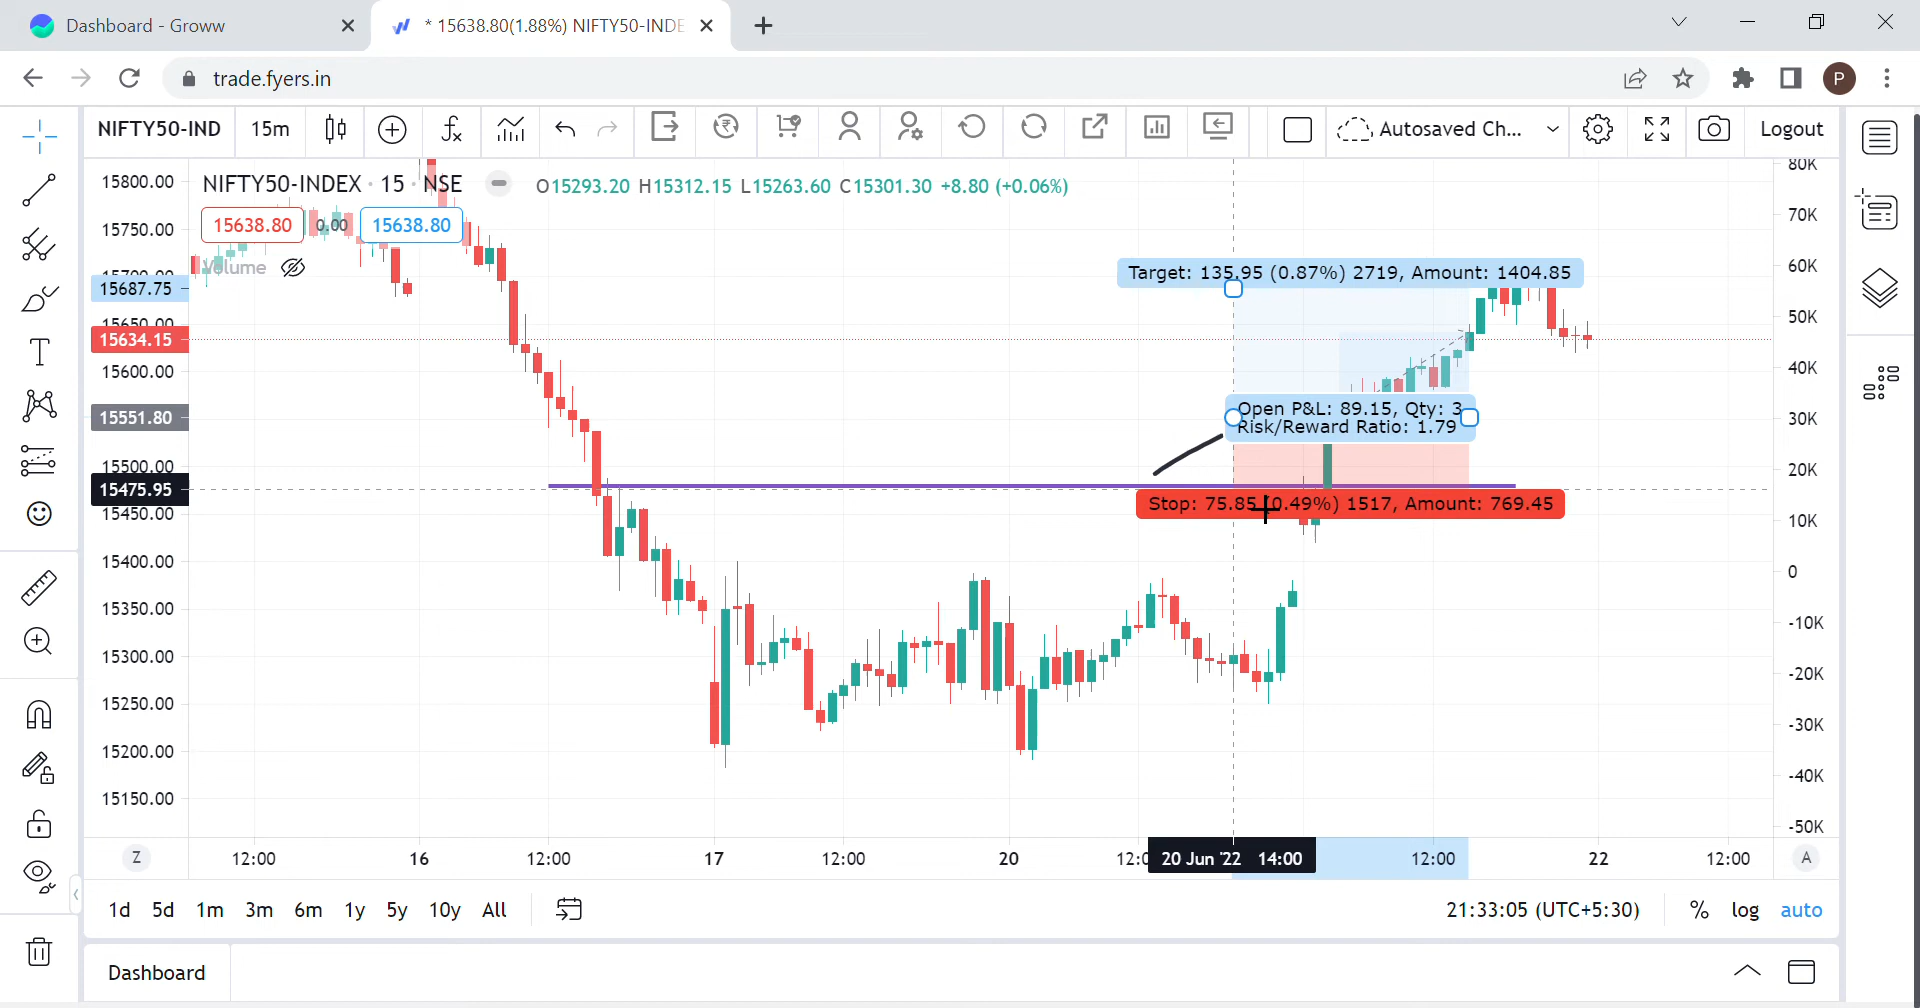 Dashboard - Groww
* 15638.80(1.88%) NIFTY50-INDE
trade.fyers.in
P
NIFTY50-IND
15m
Autosaved Ch...
Logout
NIFTY50-INDEX · 15 · NSE
O15293.20 H15312.15 L15263.60 C15301.30 +8.80 (+0.06%)
15638.80 0.00 15638.80
Volume
15800.00
15750.00
15700.00
15687.75
15650.00
15634.15
15600.00
15551.80
15500.00
15475.95
15450.00
15400.00
15350.00
15300.00
15250.00
15200.00
15150.00
Target: 135.95 (0.87%) 2719, Amount: 1404.85
Open P&L: 89.15, Qty: 3
Risk/Reward Ratio: 1.79
Stop: 75.85 (0.49%) 1517, Amount: 769.45
80K
70K
60K
50K
40K
30K
20K
10K
0
-10K
-20K
-30K
-40K
-50K
Z
12:00 16 12:00 17 12:00 20 12:0 20 Jun '22 14:00 12:00 22 12:00
A
1d 5d 1m 3m 6m 1y 5y 10y All
21:33:05 (UTC+5:30) % log auto
Dashboard